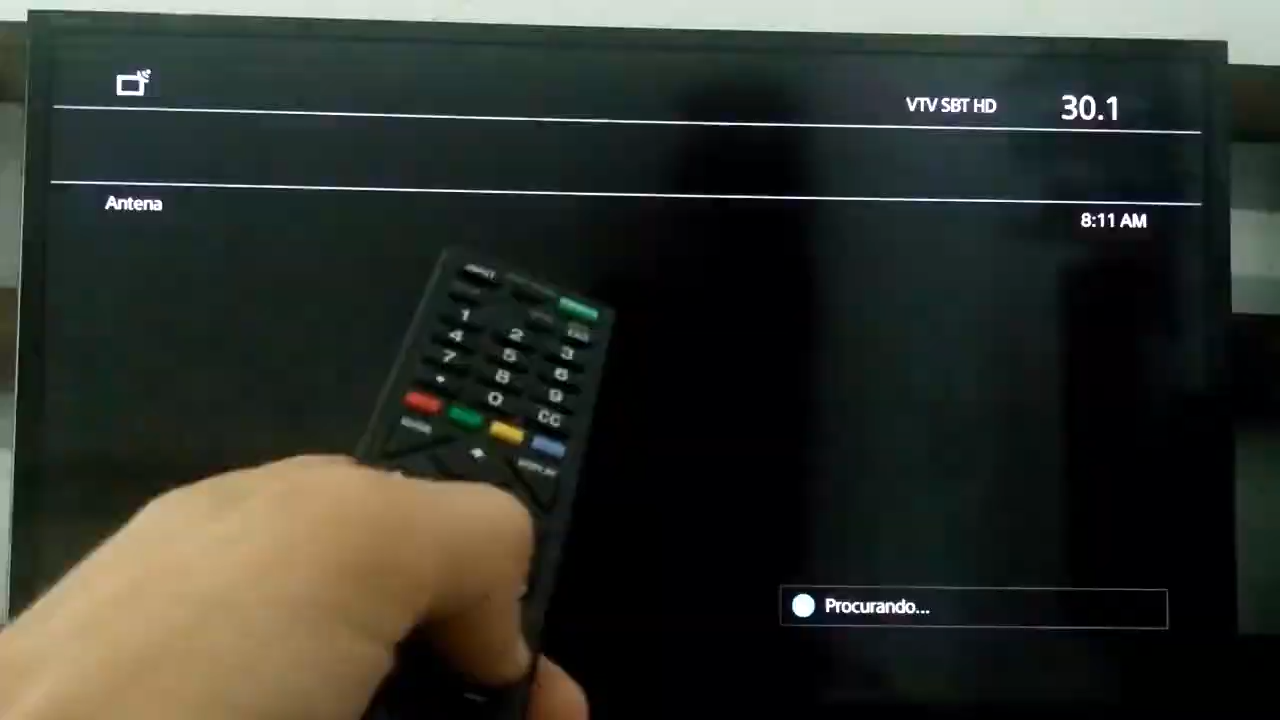 VTV SBT HD 30.1
Antena
8:11 AM
1 2 3
4 5 6
7 8 9
0 CC
DISPLAY
Procurando...